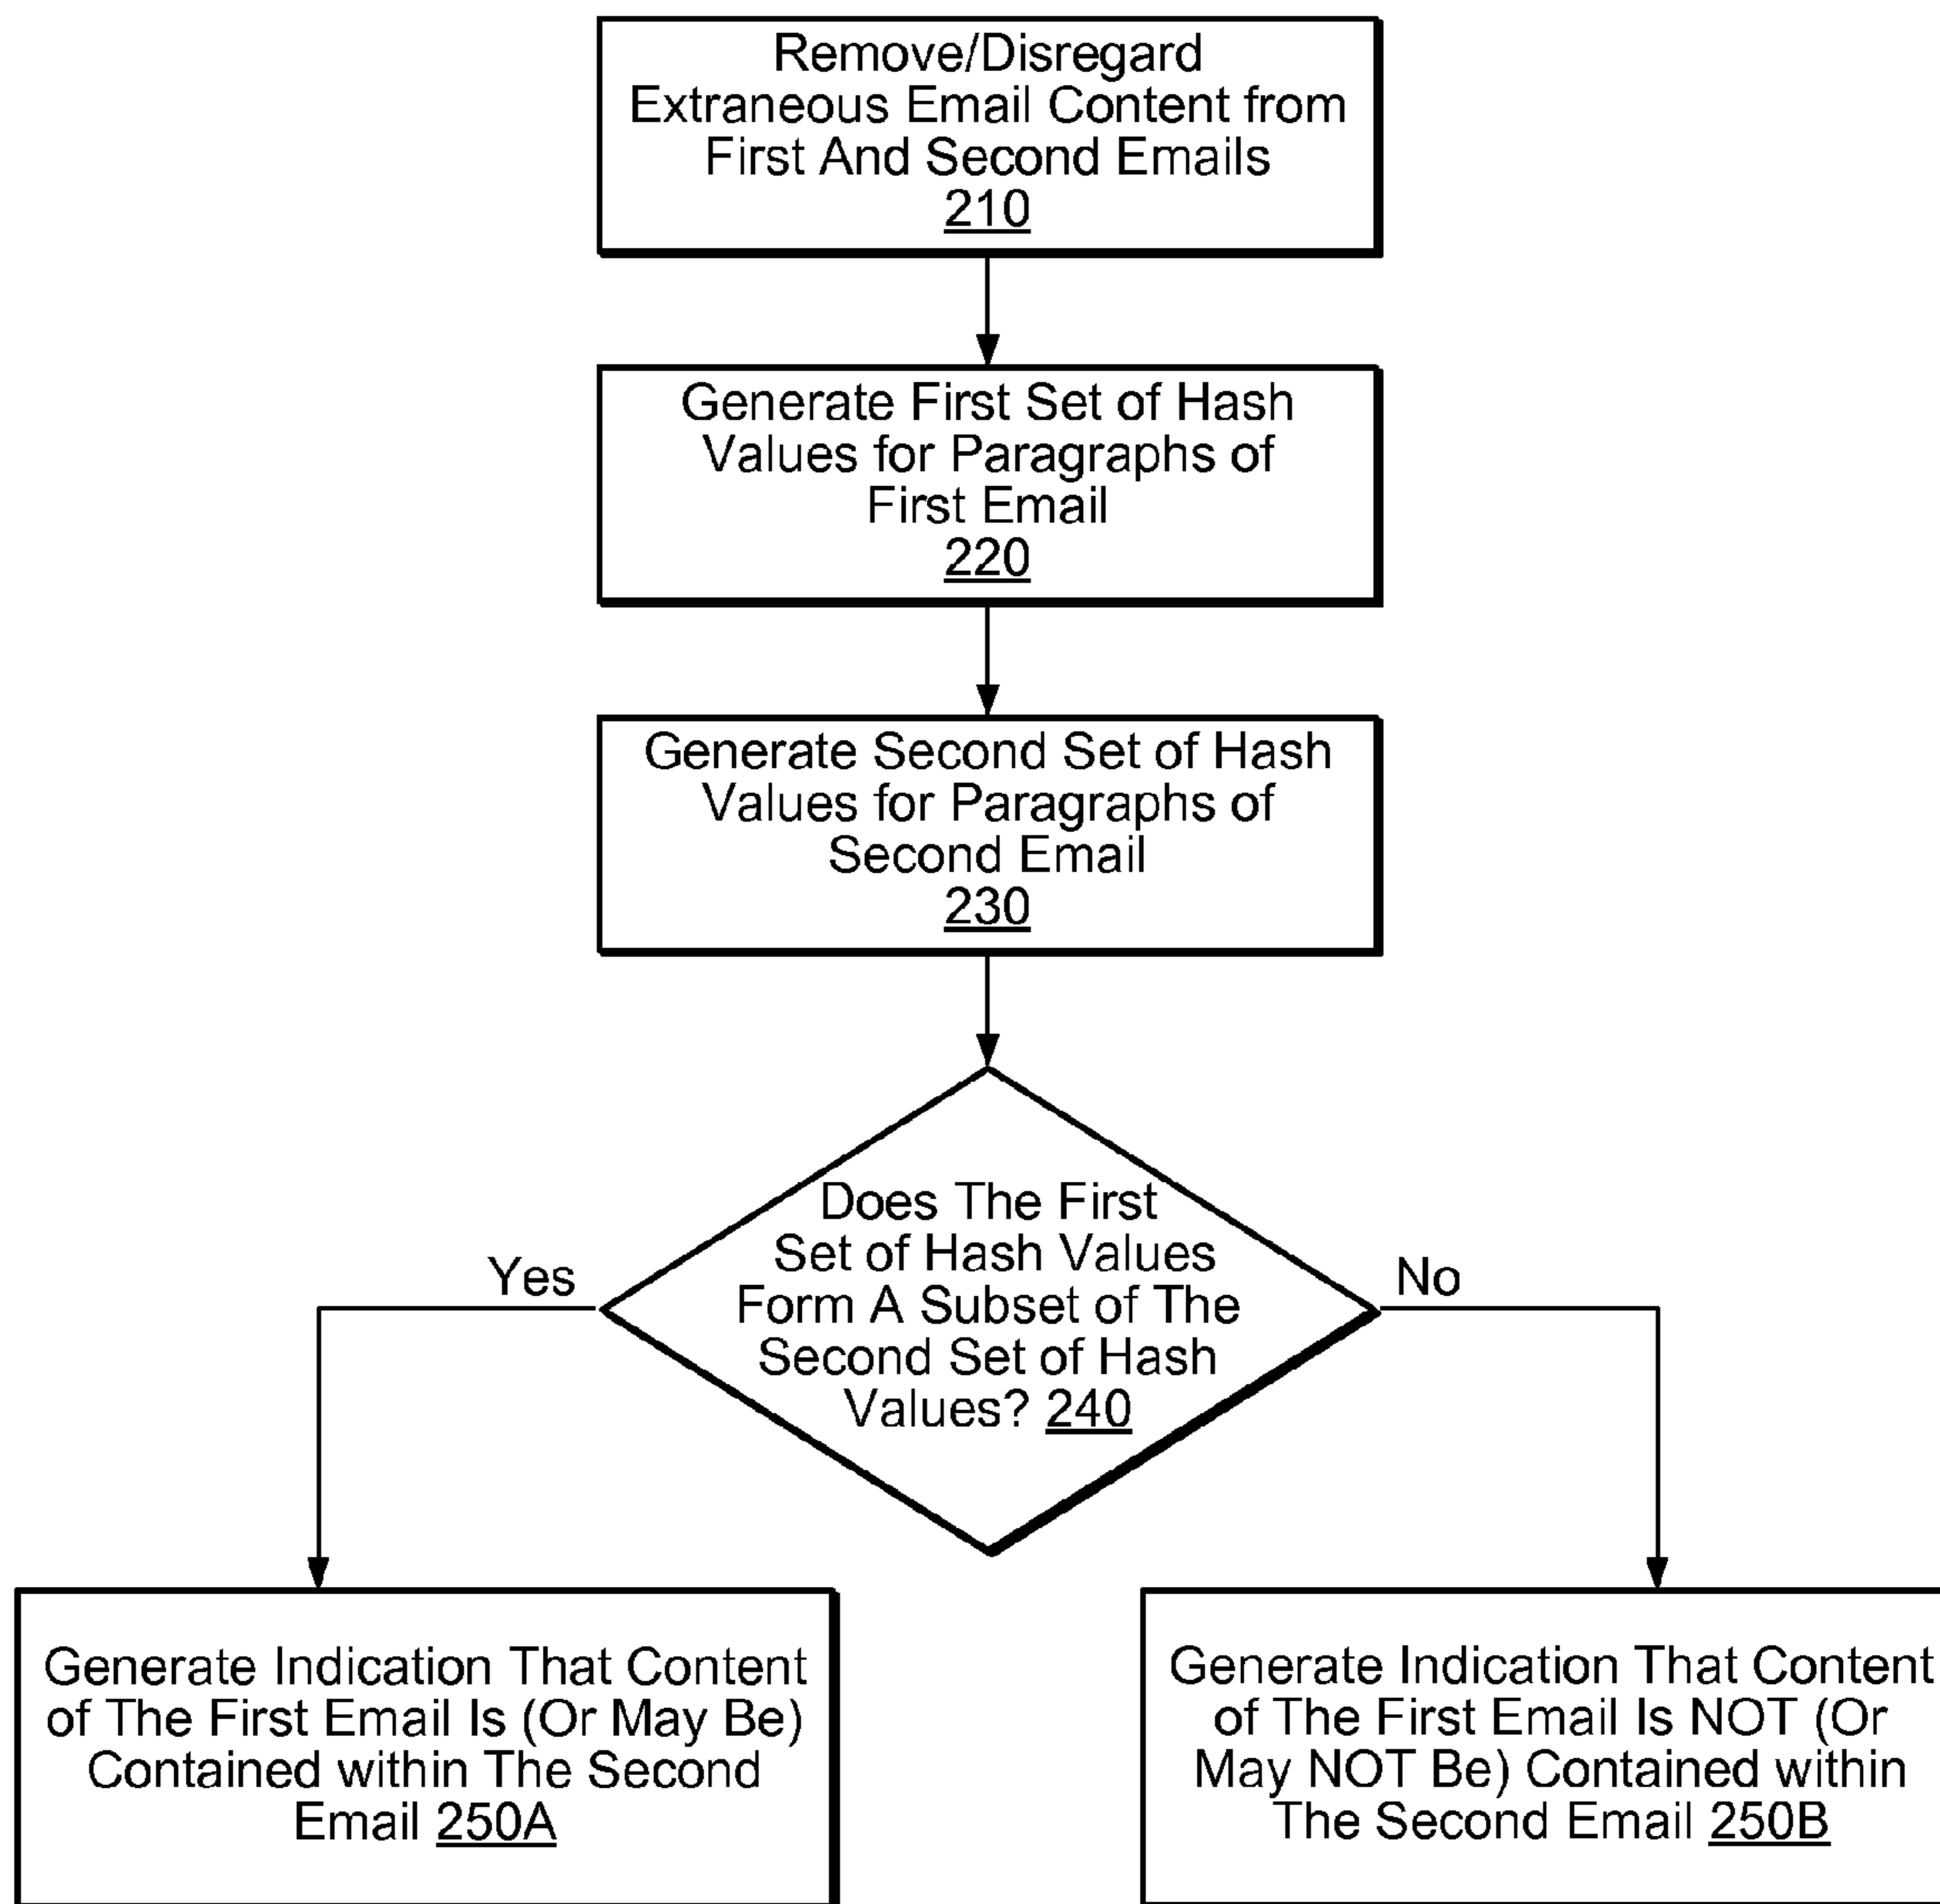 Remove/Disregard
Extraneous Email Content from
First And Second Emails
210
Generate First Set of Hash
Values for Paragraphs of
First Email
220
Generate Second Set of Hash
Values for Paragraphs of
Second Email
230
Does The First
Set of Hash Values
Form A Subset of The
Second Set of Hash
Values? 240
Yes
No
Generate Indication That Content
of The First Email Is (Or May Be)
Contained within The Second
Email 250A
Generate Indication That Content
of The First Email Is NOT (Or
May NOT Be) Contained within
The Second Email 250B